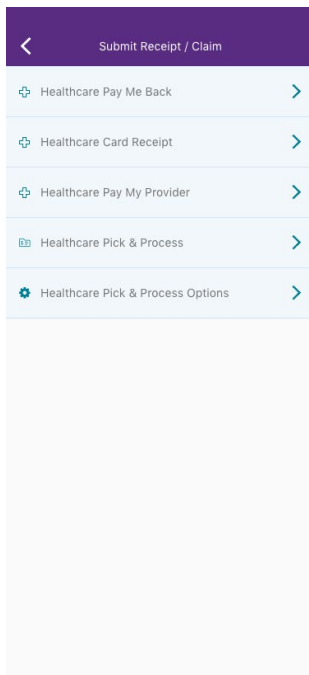 Submit Receipt / Claim
Healthcare Pay Me Back
Healthcare Card Receipt
Healthcare Pay My Provider
Healthcare Pick & Process
Healthcare Pick & Process Options